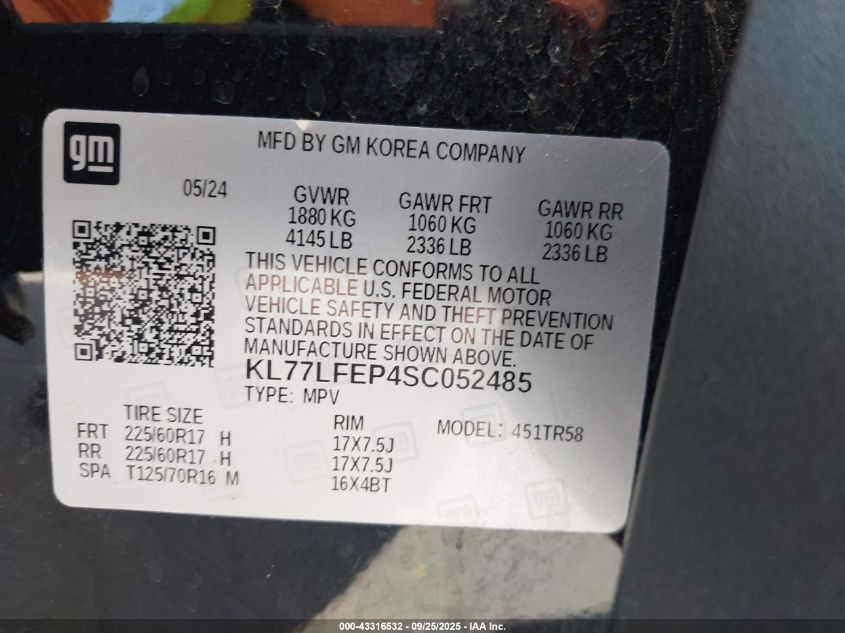 gm
MFD BY GM KOREA COMPANY
05/24
GVWR
1880 KG
4145 LB
GAWR FRT
1060 KG
2336 LB
GAWR RR
1060 KG
2336 LB
THIS VEHICLE CONFORMS TO ALL
APPLICABLE U.S. FEDERAL MOTOR
VEHICLE SAFETY AND THEFT PREVENTION
STANDARDS IN EFFECT ON THE DATE OF
MANUFACTURE SHOWN ABOVE.
KL77LFEP4SC052485
TYPE: MPV
TIRE SIZE
FRT 225/60R17 H
RR 225/60R17 H
SPA T125/70R16 M
RIM
17X7.5J
17X7.5J
16X4BT
MODEL: 451TR58
000-43316532 - 09/25/2025 - IAA Inc.